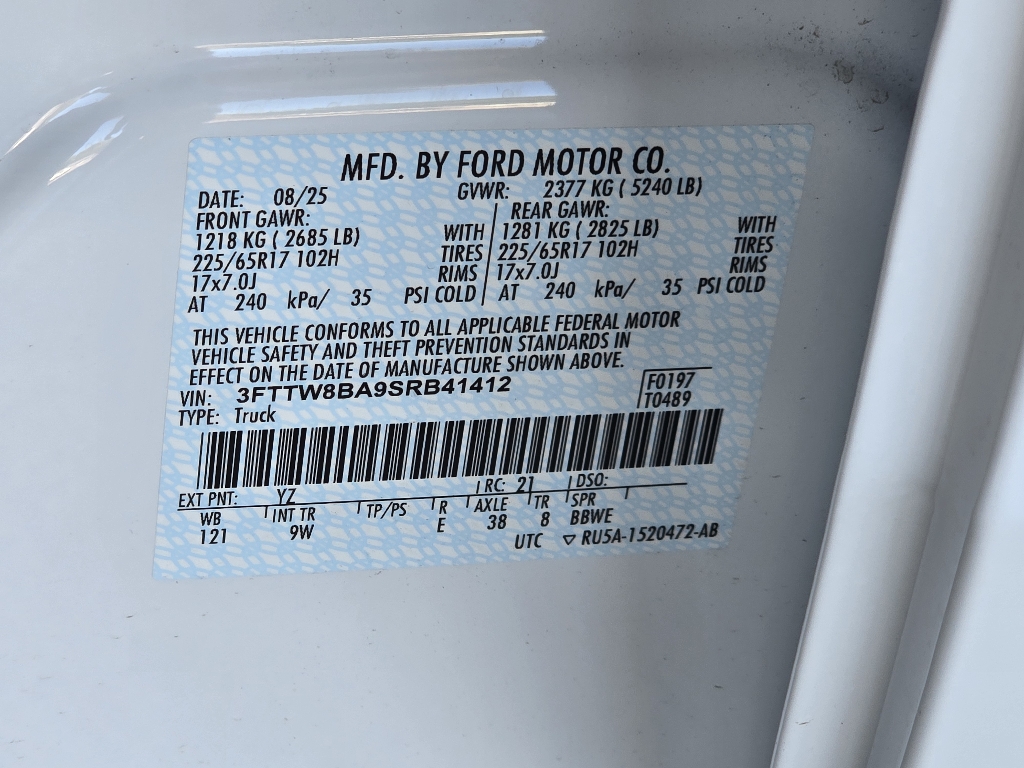 MFD. BY FORD MOTOR CO.
DATE: 08/25 GVWR: 2377 KG ( 5240 LB)
FRONT GAWR: REAR GAWR:
1218 KG ( 2685 LB) WITH 1281 KG ( 2825 LB) WITH
225/65R17 102H TIRES 225/65R17 102H TIRES
17x7.0J RIMS 17x7.0J RIMS
AT 240 kPa/ 35 PSI COLD AT 240 kPa/ 35 PSI COLD
THIS VEHICLE CONFORMS TO ALL APPLICABLE FEDERAL MOTOR
VEHICLE SAFETY AND THEFT PREVENTION STANDARDS IN
EFFECT ON THE DATE OF MANUFACTURE SHOWN ABOVE.
VIN: 3FTTW8BA9SRB41412 F0197
TYPE: Truck T0489
EXT PNT: YZ RC: 21 DSO:
WB INT TR TP/PS R AXLE TR SPR
121 9W E 38 8 BBWE
UTC ▽ RU5A-1520472-AB